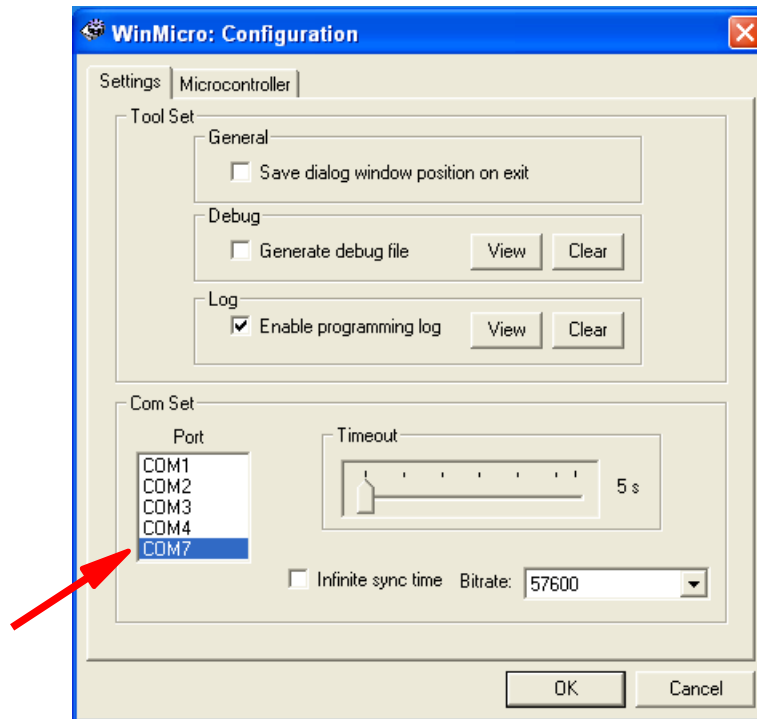 WinMicro: Configuration
Settings Microcontroller
Tool Set
General
Save dialog window position on exit
Debug
Generate debug file View Clear
Log
Enable programming log View Clear
Com Set
Port
COM1
COM2
COM3
COM4
COM7
Timeout
5 s
Infinite sync time Bitrate: 57600
OK Cancel